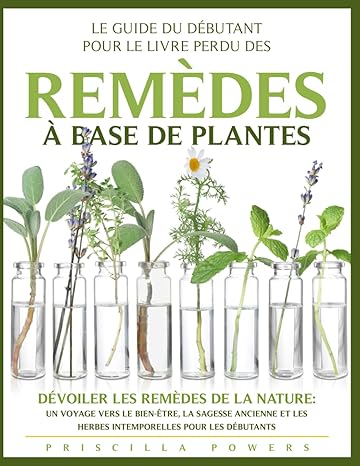 LE GUIDE DU DÉBUTANT
POUR LE LIVRE PERDU DES
REMÈDES
À BASE DE PLANTES
DÉVOILER LES REMÈDES DE LA NATURE:
UN VOYAGE VERS LE BIEN-ÊTRE, LA SAGESSE ANCIENNE ET LES
HERBES INTEMPORELLES POUR LES DÉBUTANTS
PRISCILLA POWERS